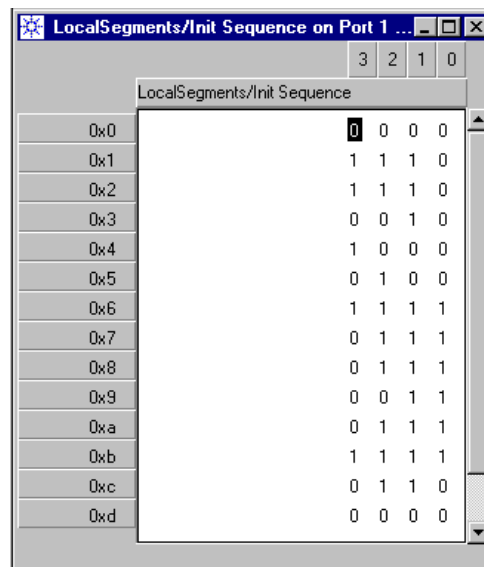 LocalSegments/Init Sequence on Port 1 ...
3 2 1 0
LocalSegments/Init Sequence
0x0 0 0 0 0
0x1 1 1 1 0
0x2 1 1 1 0
0x3 0 0 1 0
0x4 1 0 0 0
0x5 0 1 0 0
0x6 1 1 1 1
0x7 0 1 1 1
0x8 0 1 1 1
0x9 0 0 1 1
0xa 0 1 1 1
0xb 1 1 1 1
0xc 0 1 1 0
0xd 0 0 0 0